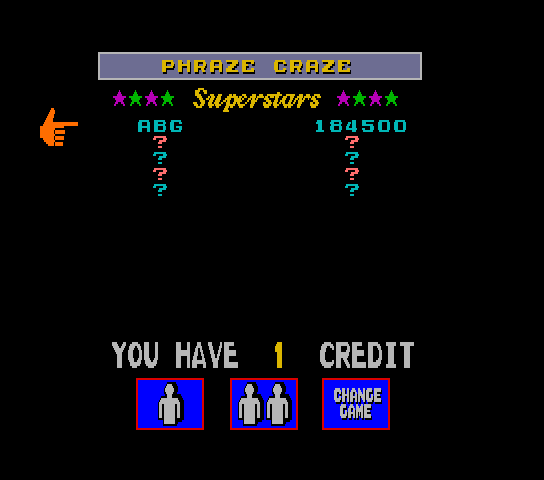 PHRAZE CRAZE
Superstars
ABG 184500
? ?
? ?
? ?
? ?
YOU HAVE 1 CREDIT
CHANGE
GAME